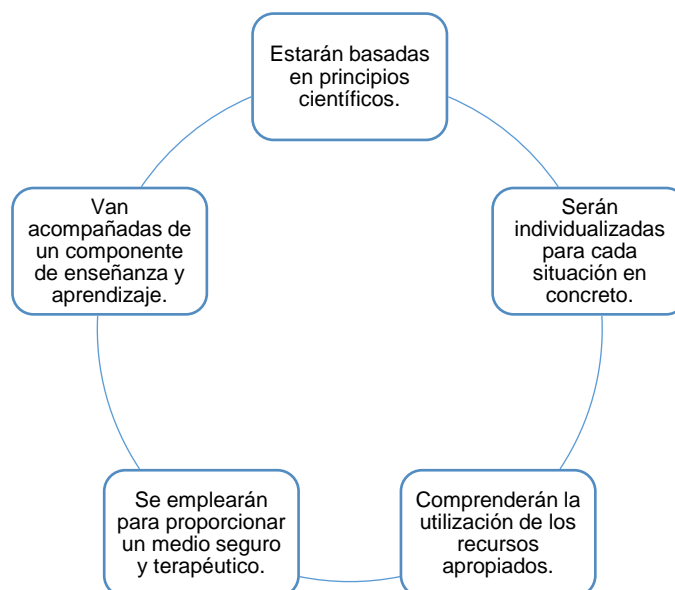 Estarán basadas
en principios
científicos.
Serán
individualizadas
para cada
situación en
concreto.
Comprenderán la
utilización de los
recursos
apropiados.
Se emplearán
para proporcionar
un medio seguro
y terapéutico.
Van
acompañadas de
un componente
de enseñanza y
aprendizaje.